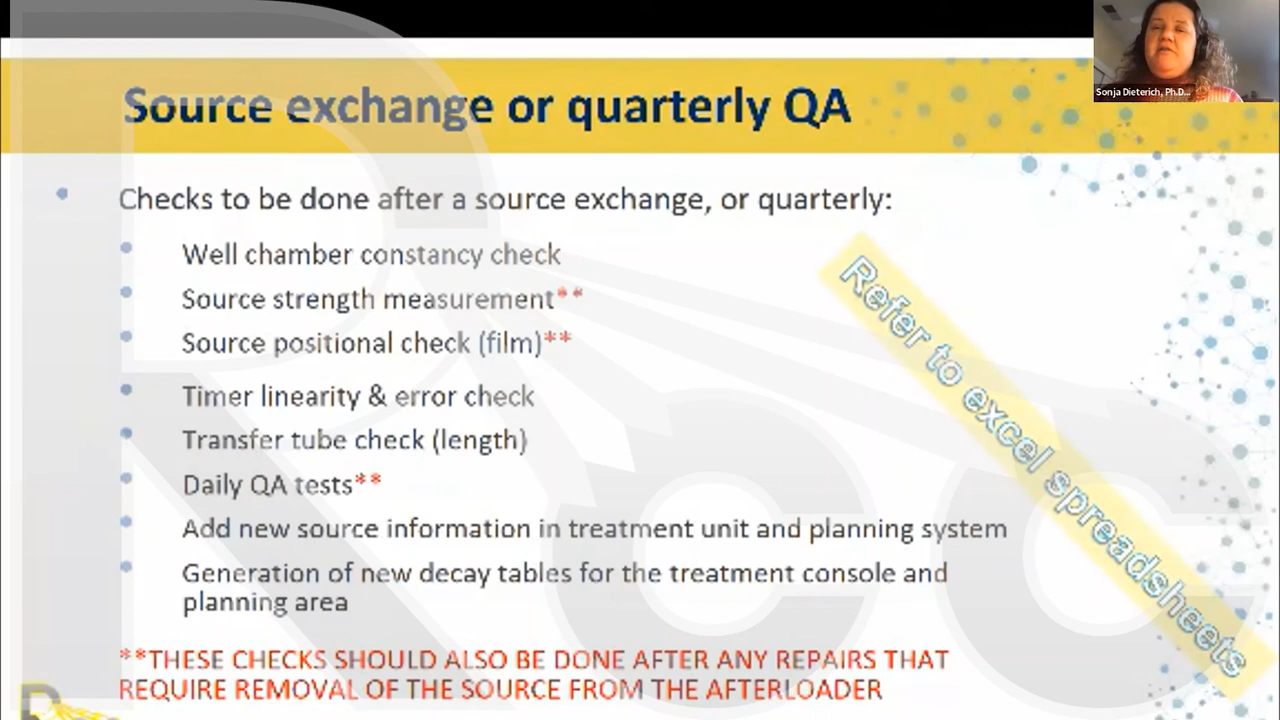 Sonja Dieterich, Ph.D...
Source exchange or quarterly QA
Checks to be done after a source exchange, or quarterly:
Well chamber constancy check
Source strength measurement**
Source positional check (film)**
Timer linearity & error check
Transfer tube check (length)
Daily QA tests**
Add new source information in treatment unit and planning system
Generation of new decay tables for the treatment console and
planning area
**THESE CHECKS SHOULD ALSO BE DONE AFTER ANY REPAIRS THAT
REQUIRE REMOVAL OF THE SOURCE FROM THE AFTERLOADER
Refer to excel spreadsheets
Rcc